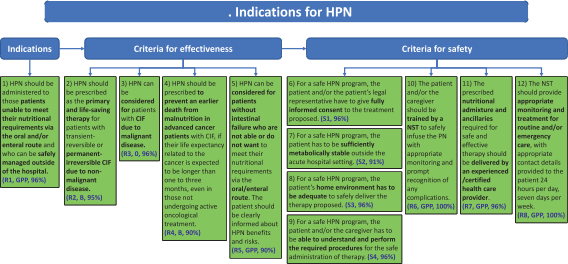 . Indications for HPN
Indications
Criteria for effectiveness
Criteria for safety
1) HPN should be
administered to those
patients unable to meet
their nutritional
requirements via the
oral and/or enteral route
and who can be safely
managed outside of the
hospital.
(R1, GPP, 96%)
2) HPN should
be prescribed
as the primary
and life-saving
therapy for
patients with
transient-
reversible or
permanent-
irreversible CIF
due to non-
malignant
disease.
(R2, B, 95%)
3) HPN can
be
considered for
patients
with CIF
due to
malignant
disease.
(R3, 0, 96%)
4) HPN should be
prescribed to prevent
an earlier death from
malnutrition in
advanced cancer
patients with CIF, if
their life expectancy
related to the cancer is
expected to be longer
than one to three
months, even in those
not undergoing active
oncological treatment.
(R4, B, 90%)
5) HPN can be
considered for
patients without
intestinal failure
who are not able or
do not want to meet
their nutritional
requirements via the
oral/enteral route.
The patient should be
clearly informed about
HPN benefits and
risks.
(R5, GPP, 90%)
6) For a safe HPN program, the
patient and/or the patient's legal
representative have to give fully
informed consent to the treatment
proposed. (S1, 96%)
7) For a safe HPN program, the
patient has to be sufficiently
metabolically stable outside the
acute hospital setting. (S2, 91%)
8) For a safe HPN program, the
patient's home environment has to
be adequate to safely deliver the
therapy proposed. (S3, 96%)
9) For a safe HPN program, the
patient and/or the caregiver has to be
able to understand and perform the
required procedures for the safe
administration of therapy. (S4, 96%)
10) The patient
and/or the
caregiver should
be trained by a
NST to safely
infuse the PN
with appropriate
monitoring and
prompt
recognition of any
complications.
(R6, GPP, 100%)
11) The
prescribed
nutritional
admixture and
ancillaries
required for safe
and effective
therapy should be
delivered by an
experienced
/certified health
care provider.
(R7, GPP, 96%)
12) The NST should
provide appropriate
monitoring and
treatment for
routine and/or
emergency care,
with appropriate
contact details
provided to the
patient 24 hours per
day, seven days per
week.
(R8, GPP, 100%)